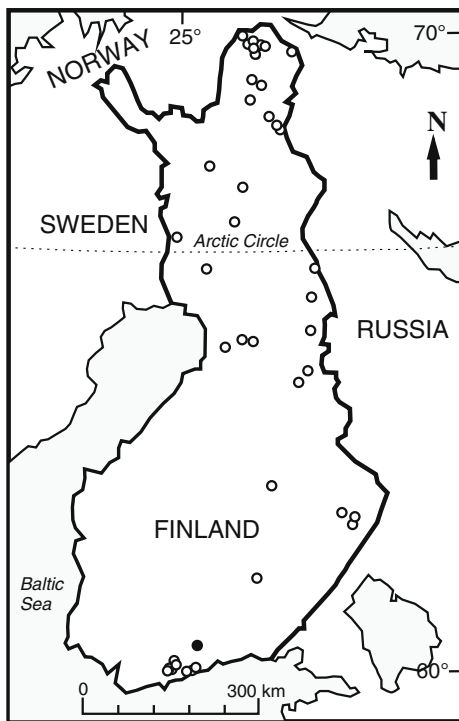 25°
70°
NORWAY
N
SWEDEN
Arctic Circle
RUSSIA
FINLAND
Baltic
Sea
60°
0 300 km